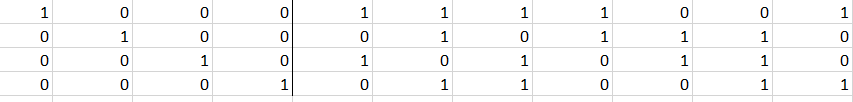 1 0 0 0 1 1 1 1 0 0 1
0 1 0 0 0 1 0 1 1 1 0
0 0 1 0 1 0 1 0 1 1 0
0 0 0 1 0 1 1 0 0 1 1